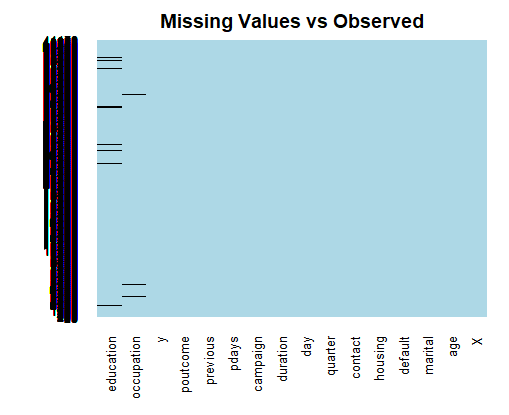 Missing Values vs Observed
education
occupation
y
poutcome
previous
pdays
campaign
duration
day
quarter
contact
housing
default
marital
age
X